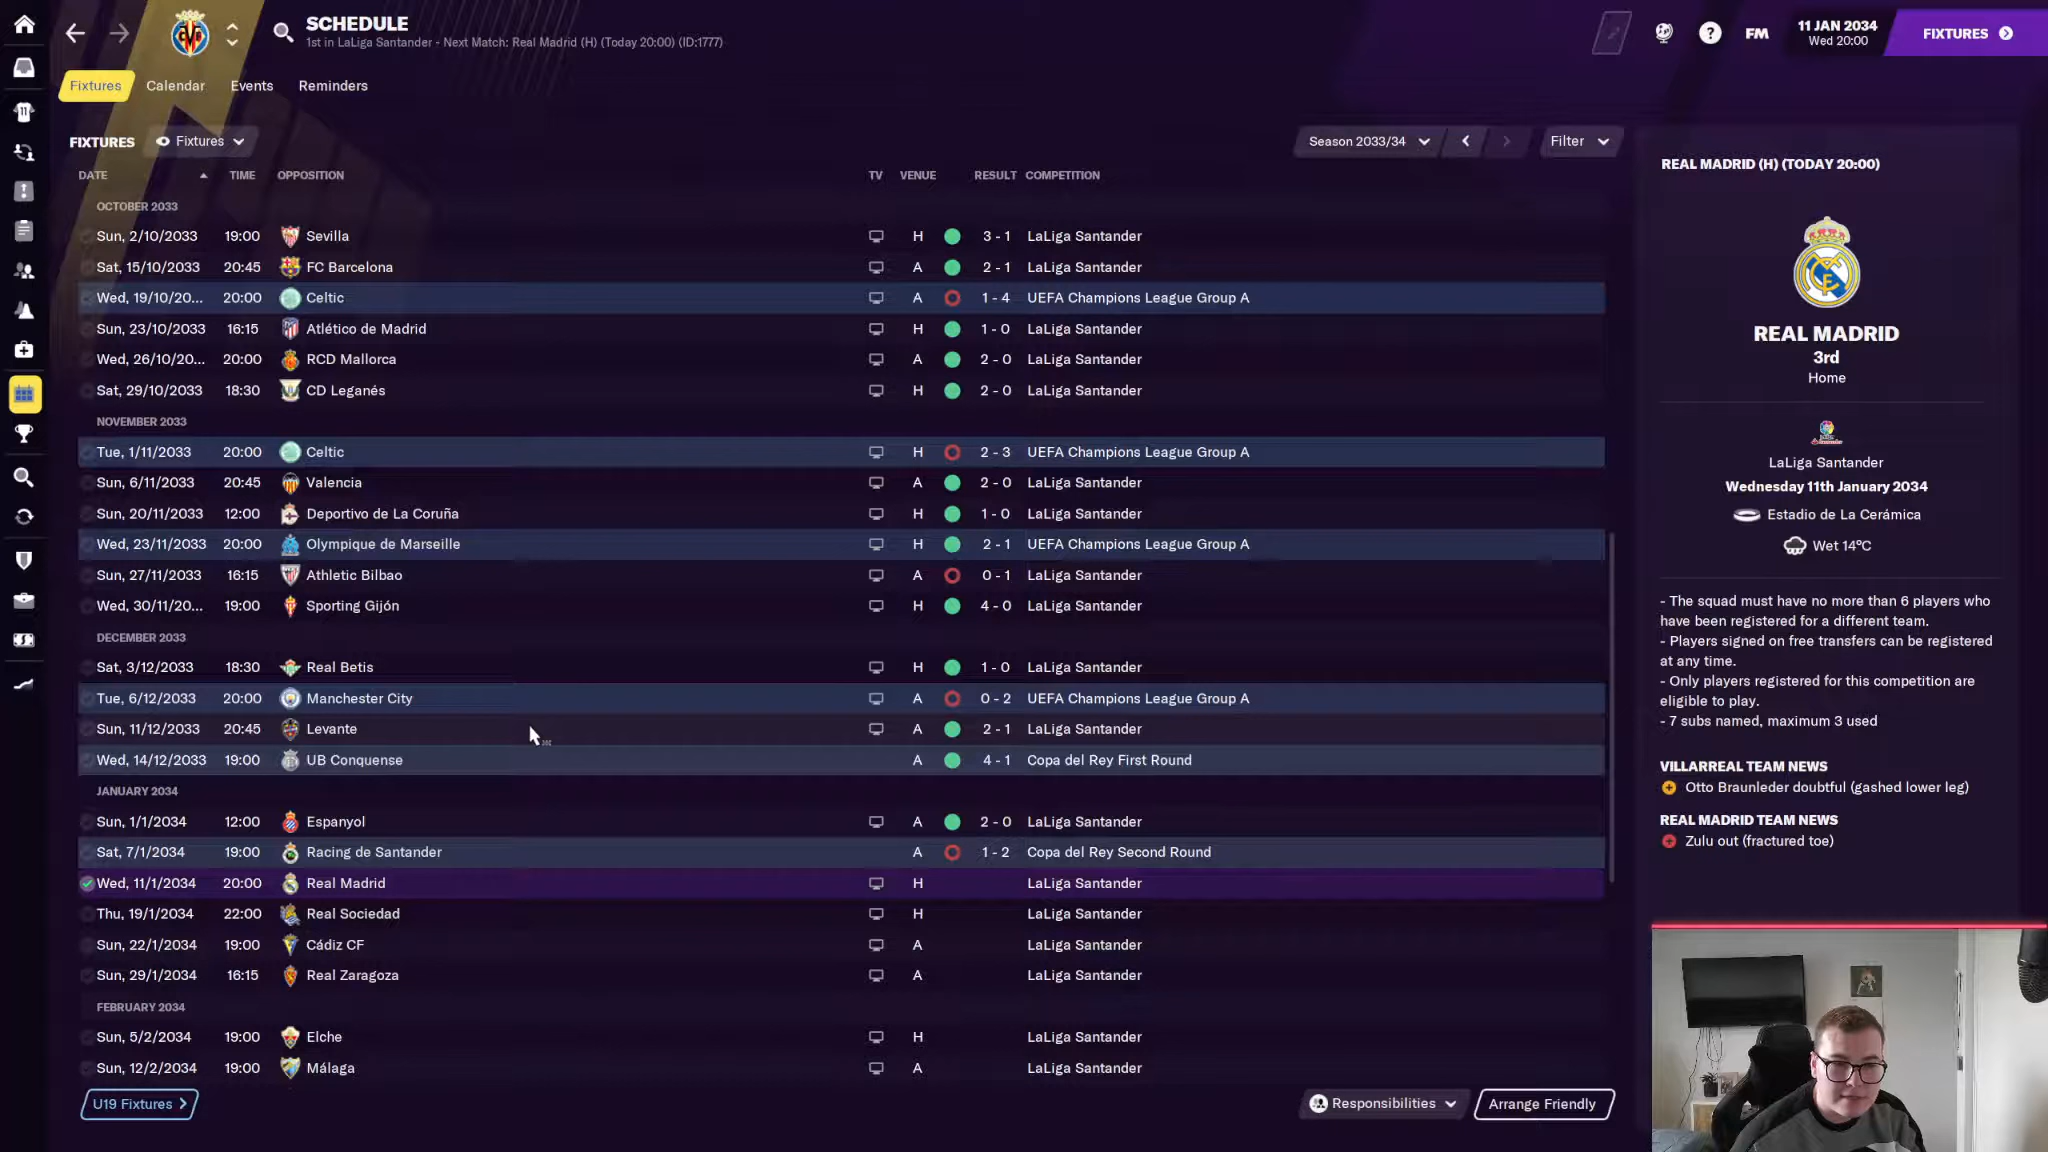 SCHEDULE
1st in LaLiga Santander - Next Match: Real Madrid (H) (Today 20:00) (ID:1777)
FM
11 JAN 2034
Wed 20:00
FIXTURES
Fixtures Calendar Events Reminders
FIXTURES Fixtures Season 2033/34 Filter
DATE TIME OPPOSITION TV VENUE RESULT COMPETITION
OCTOBER 2033
Sun, 2/10/2033 19:00 Sevilla H 3 - 1 LaLiga Santander
Sat, 15/10/2033 20:45 FC Barcelona A 2 - 1 LaLiga Santander
Wed, 19/10/20... 20:00 Celtic A 1 - 4 UEFA Champions League Group A
Sun, 23/10/2033 16:15 Atlético de Madrid H 1 - 0 LaLiga Santander
Wed, 26/10/20... 20:00 RCD Mallorca A 2 - 0 LaLiga Santander
Sat, 29/10/2033 18:30 CD Leganés H 2 - 0 LaLiga Santander
NOVEMBER 2033
Tue, 1/11/2033 20:00 Celtic H 2 - 3 UEFA Champions League Group A
Sun, 6/11/2033 20:45 Valencia A 2 - 0 LaLiga Santander
Sun, 20/11/2033 12:00 Deportivo de La Coruña H 1 - 0 LaLiga Santander
Wed, 23/11/2033 20:00 Olympique de Marseille H 2 - 1 UEFA Champions League Group A
Sun, 27/11/2033 16:15 Athletic Bilbao A 0 - 1 LaLiga Santander
Wed, 30/11/20... 19:00 Sporting Gijón H 4 - 0 LaLiga Santander
DECEMBER 2033
Sat, 3/12/2033 18:30 Real Betis H 1 - 0 LaLiga Santander
Tue, 6/12/2033 20:00 Manchester City A 0 - 2 UEFA Champions League Group A
Sun, 11/12/2033 20:45 Levante A 2 - 1 LaLiga Santander
Wed, 14/12/2033 19:00 UB Conquense A 4 - 1 Copa del Rey First Round
JANUARY 2034
Sun, 1/1/2034 12:00 Espanyol A 2 - 0 LaLiga Santander
Sat, 7/1/2034 19:00 Racing de Santander A 1 - 2 Copa del Rey Second Round
Wed, 11/1/2034 20:00 Real Madrid H LaLiga Santander
Thu, 19/1/2034 22:00 Real Sociedad H LaLiga Santander
Sun, 22/1/2034 19:00 Cádiz CF A LaLiga Santander
Sun, 29/1/2034 16:15 Real Zaragoza A LaLiga Santander
FEBRUARY 2034
Sun, 5/2/2034 19:00 Elche H LaLiga Santander
Sun, 12/2/2034 19:00 Málaga A LaLiga Santander
U19 Fixtures Responsibilities Arrange Friendly
REAL MADRID (H) (TODAY 20:00)
REAL MADRID
3rd
Home
LaLiga Santander
Wednesday 11th January 2034
Estadio de La Cerámica
Wet 14ºC
- The squad must have no more than 6 players who
have been registered for a different team.
- Players signed on free transfers can be registered
at any time.
- Only players registered for this competition are
eligible to play.
- 7 subs named, maximum 3 used
VILLARREAL TEAM NEWS
Otto Braunleder doubtful (gashed lower leg)
REAL MADRID TEAM NEWS
Zulu out (fractured toe)